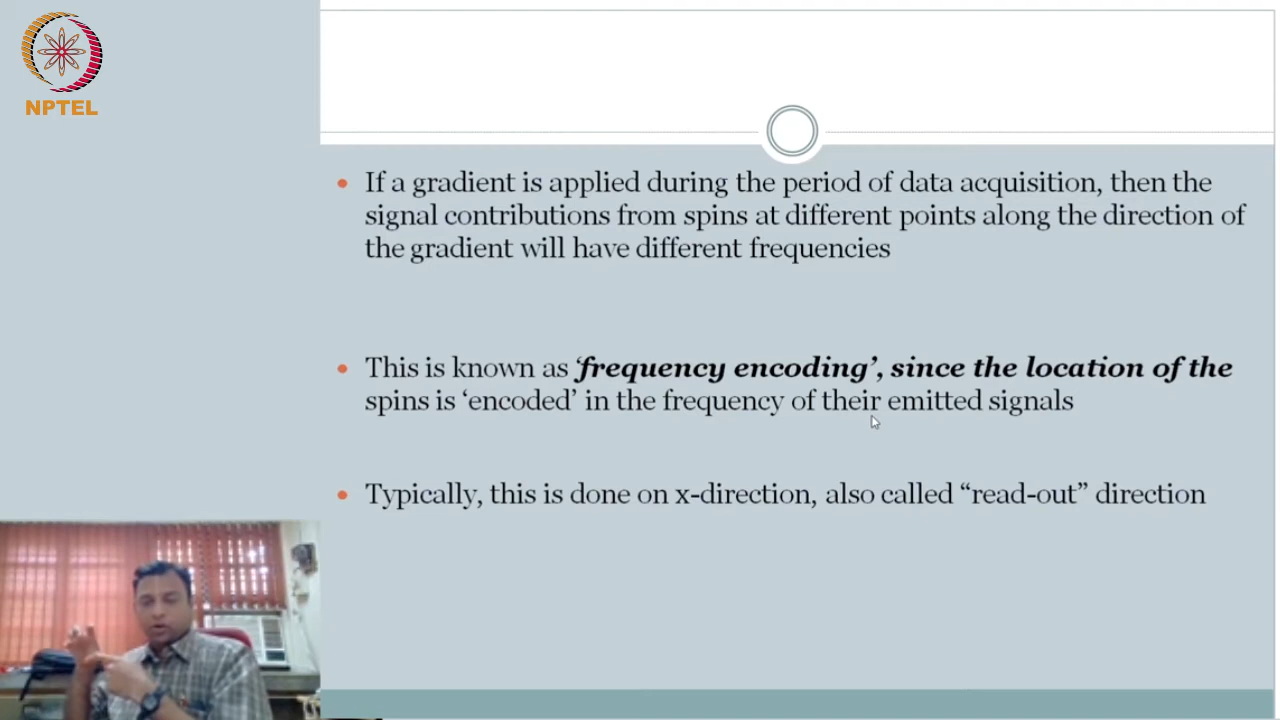 NPTEL
If a gradient is applied during the period of data acquisition, then the
signal contributions from spins at different points along the direction of
the gradient will have different frequencies
This is known as ‘frequency encoding’, since the location of the
spins is ‘encoded’ in the frequency of their emitted signals
Typically, this is done on x-direction, also called “read-out” direction